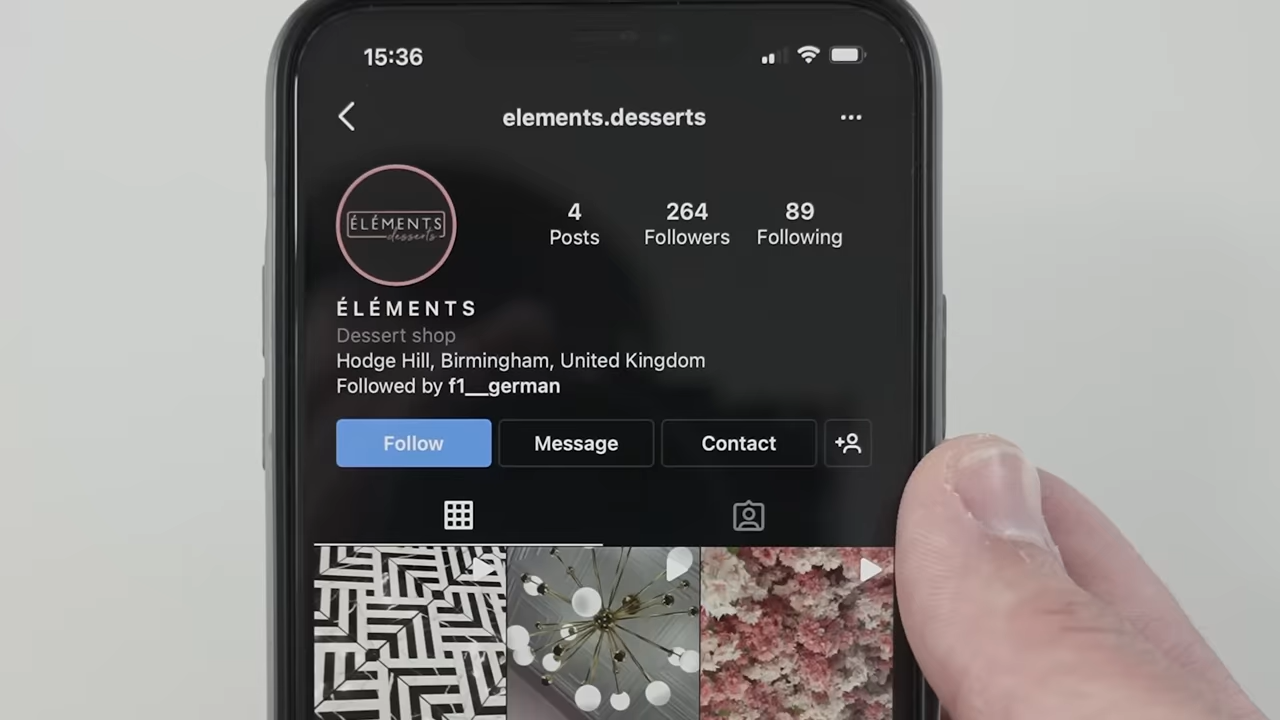 15:36
elements.desserts
ÉLÉMENTS
desserts
4
Posts
264
Followers
89
Following
ÉLÉMENTS
Dessert shop
Hodge Hill, Birmingham, United Kingdom
Followed by f1__german
Follow
Message
Contact